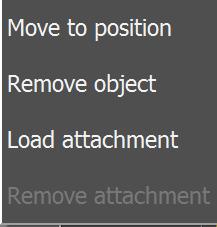 Move to position
Remove object
Load attachment
Remove attachment